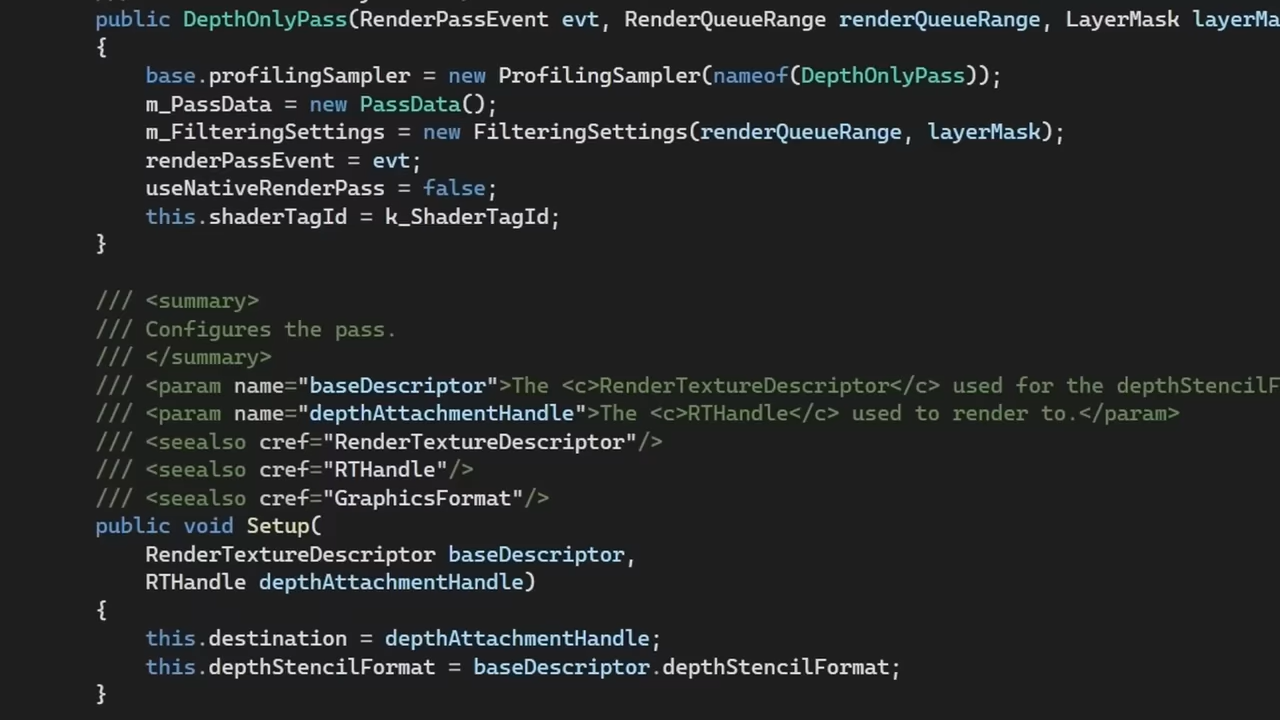 public DepthOnlyPass(RenderPassEvent evt, RenderQueueRange renderQueueRange, LayerMask layerMa
{
base.profilingSampler = new ProfilingSampler(nameof(DepthOnlyPass));
m_PassData = new PassData();
m_FilteringSettings = new FilteringSettings(renderQueueRange, layerMask);
renderPassEvent = evt;
useNativeRenderPass = false;
this.shaderTagId = k_ShaderTagId;
}
/// <summary>
/// Configures the pass.
/// </summary>
/// <param name="baseDescriptor">The <c>RenderTextureDescriptor</c> used for the depthStencilF
/// <param name="depthAttachmentHandle">The <c>RTHandle</c> used to render to.</param>
/// <seealso cref="RenderTextureDescriptor"/>
/// <seealso cref="RTHandle"/>
/// <seealso cref="GraphicsFormat"/>
public void Setup(
RenderTextureDescriptor baseDescriptor,
RTHandle depthAttachmentHandle)
{
this.destination = depthAttachmentHandle;
this.depthStencilFormat = baseDescriptor.depthStencilFormat;
}